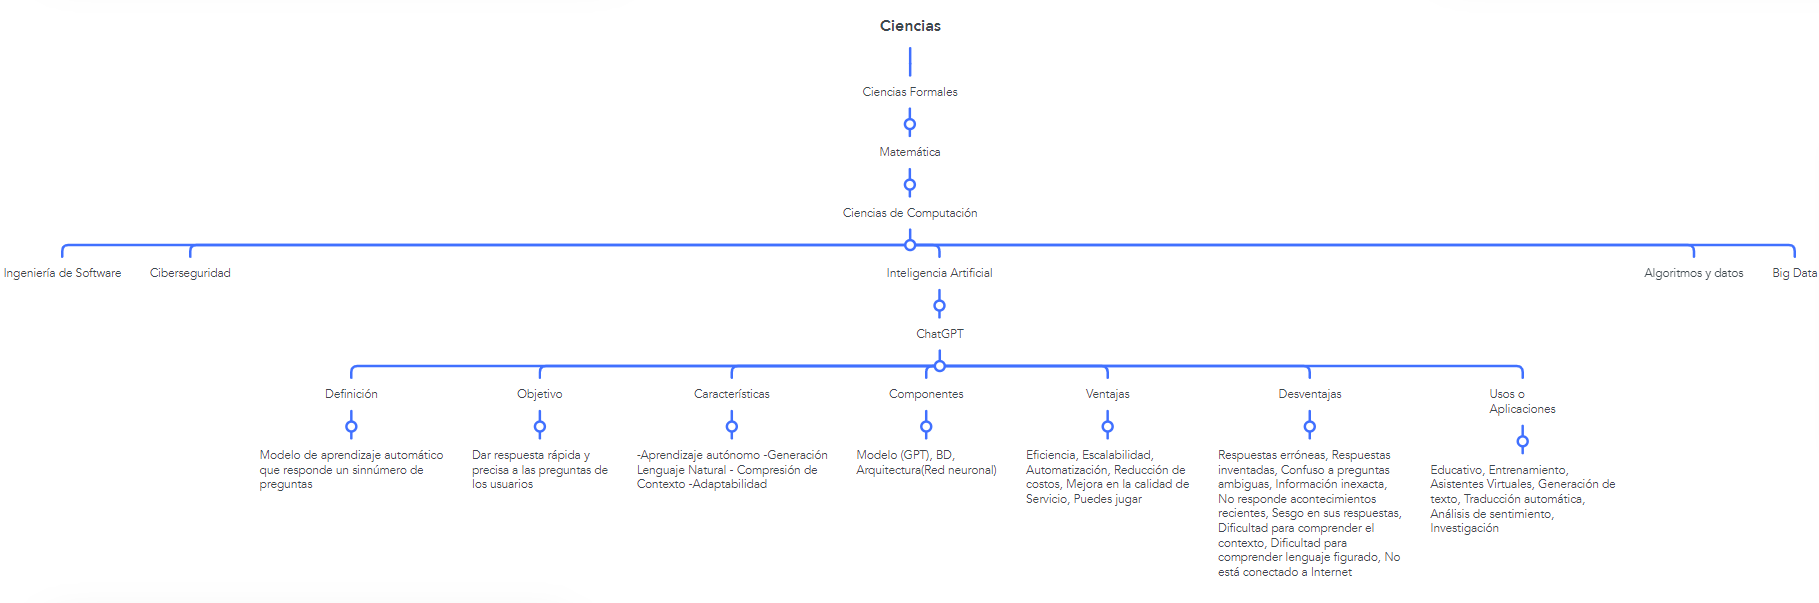 Ciencias
Ciencias Formales
Matemática
Ciencias de Computación
Ingeniería de Software
Ciberseguridad
Inteligencia Artificial
Algoritmos y datos
Big Data
ChatGPT
Definición
Objetivo
Características
Componentes
Ventajas
Desventajas
Usos o
Aplicaciones
Modelo de aprendizaje automático
que responde un sinnúmero de
preguntas
Dar respuesta rápida y
precisa a las preguntas de
los usuarios
-Aprendizaje autónomo -Generación
Lenguaje Natural - Compresión de
Contexto -Adaptabilidad
Modelo (GPT), BD,
Arquitectura(Red neuronal)
Eficiencia, Escalabilidad,
Automatización, Reducción de
costos, Mejora en la calidad de
Servicio, Puedes jugar
Respuestas erróneas, Respuestas
inventadas, Confuso a preguntas
ambiguas, Información inexacta,
No responde acontecimientos
recientes, Sesgo en sus respuestas,
Dificultad para comprender el
contexto, Dificultad para
comprender lenguaje figurado, No
está conectado a Internet
Educativo, Entrenamiento,
Asistentes Virtuales, Generación de
texto, Traducción automática,
Análisis de sentimiento,
Investigación